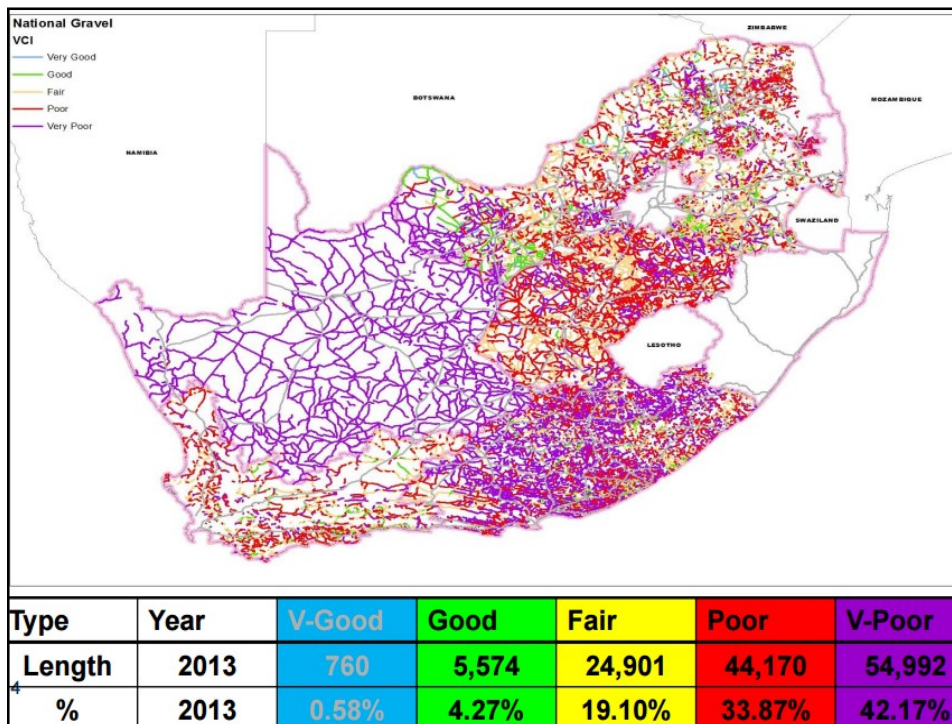 National Gravel
VCI
Very Good
Good
Fair
Poor
Very Poor
ZIMBABWE
BOTSWANA
MOZAMBIQUE
NAMIBIA
SWAZILAND
LESOTHO
Type Year V-Good Good Fair Poor V-Poor
Length 2013 760 5,574 24,901 44,170 54,992
4
% 2013 0.58% 4.27% 19.10% 33.87% 42.17%